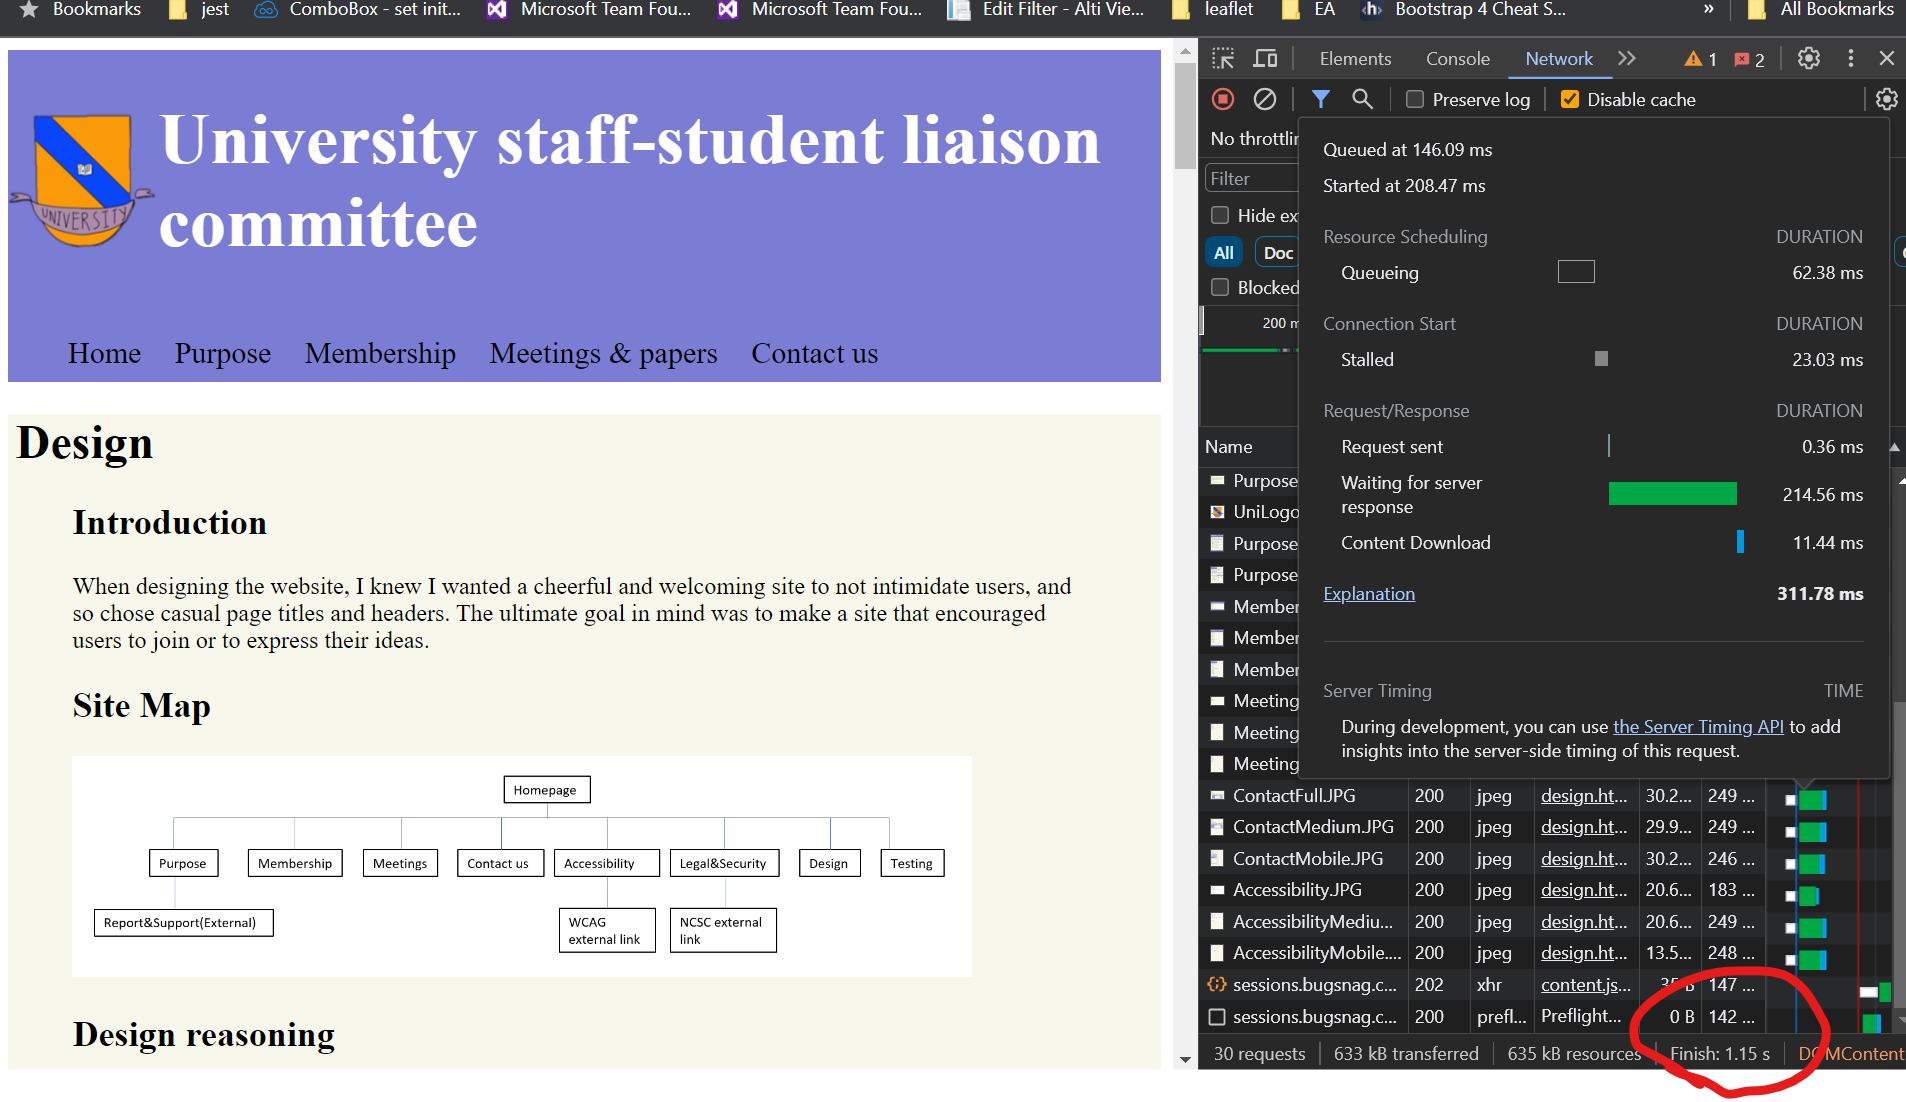 Bookmarks jest ComboBox - set init... Microsoft Team Fou... Microsoft Team Fou... Edit Filter - Alti Vie... leaflet EA Bootstrap 4 Cheat S... » All Bookmarks
UNIVERSITY
University staff-student liaison
committee
Home Purpose Membership Meetings & papers Contact us
Design
Introduction
When designing the website, I knew I wanted a cheerful and welcoming site to not intimidate users, and
so chose casual page titles and headers. The ultimate goal in mind was to make a site that encouraged
users to join or to express their ideas.
Site Map
Homepage
Purpose Membership Meetings Contact us Accessibility Legal&Security Design Testing
Report&Support(External)
WCAG
external link
NCSC external
link
Design reasoning
Elements Console Network 1 2
Preserve log Disable cache
No throttlin
Filter
Hide ex
All Doc
Blocked
200 m
Queued at 146.09 ms
Started at 208.47 ms
Resource Scheduling DURATION
Queueing 62.38 ms
Connection Start DURATION
Stalled 23.03 ms
Request/Response DURATION
Request sent 0.36 ms
Waiting for server
response 214.56 ms
Content Download 11.44 ms
Explanation 311.78 ms
Server Timing TIME
During development, you can use the Server Timing API to add
insights into the server-side timing of this request.
Name
Purpose
UniLogo
Purpose
Purpose
Member
Member
Member
Meeting
Meeting
Meeting
ContactFull.JPG 200 jpeg design.ht... 30.2... 249 ...
ContactMedium.JPG 200 jpeg design.ht... 29.9... 249 ...
ContactMobile.JPG 200 jpeg design.ht... 30.2... 246 ...
Accessibility.JPG 200 jpeg design.ht... 20.6... 183 ...
AccessibilityMediu... 200 jpeg design.ht... 20.6... 249 ...
AccessibilityMobile.... 200 jpeg design.ht... 13.5... 248 ...
sessions.bugsnag.c... 202 xhr content.js... 147 ...
sessions.bugsnag.c... 200 prefl... Preflight... 0 B 142 ...
30 requests 633 kB transferred 635 kB resources Finish: 1.15 s DOMContent